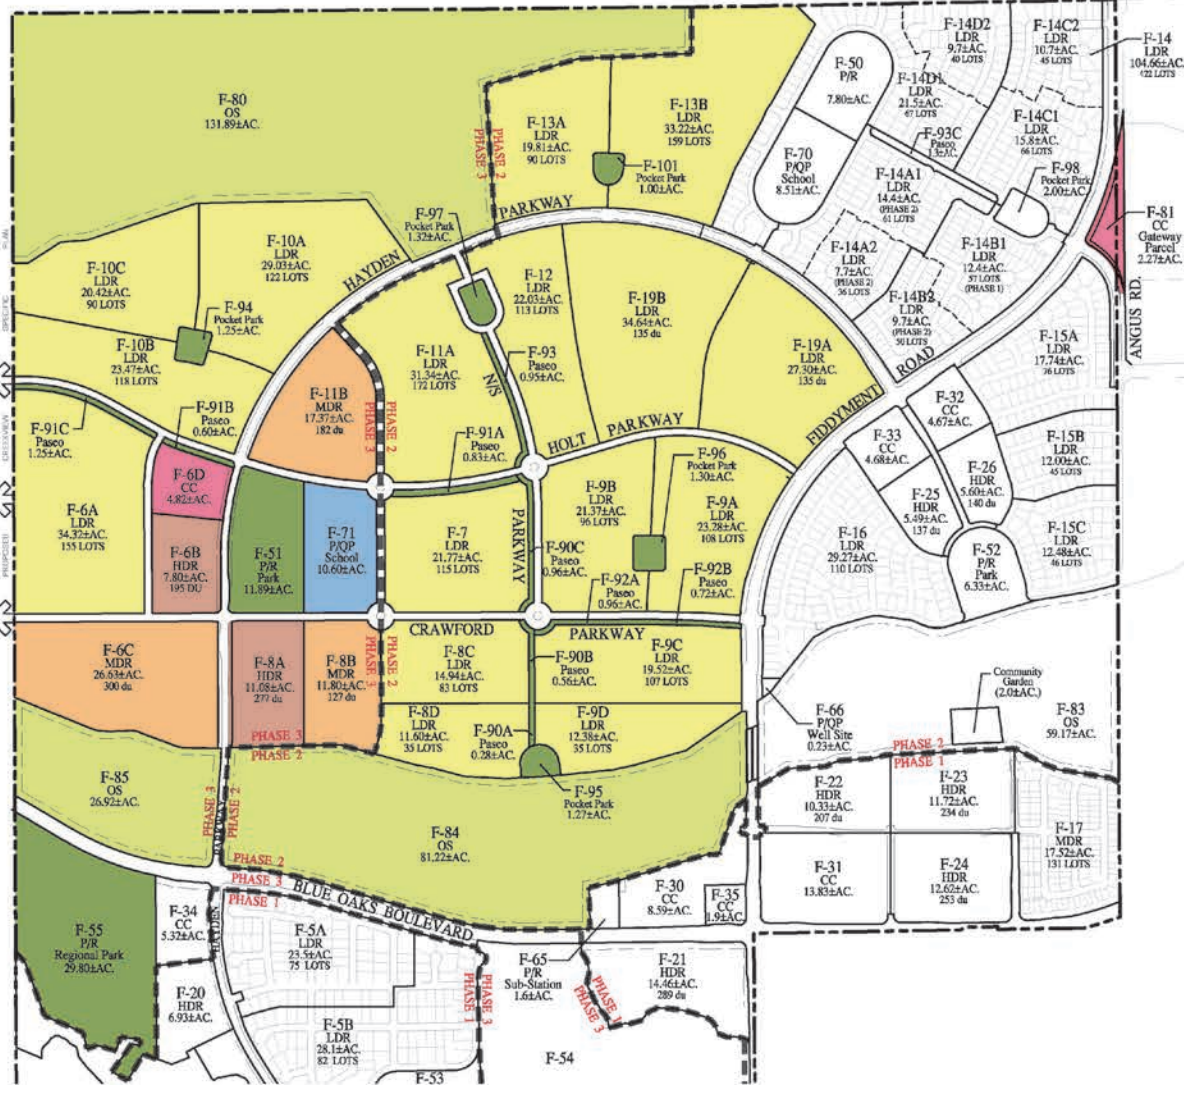 F-80
OS
131.89±AC.
F-13A
LDR
19.81±AC.
90 LOTS
F-13B
LDR
33.22±AC.
159 LOTS
F-101
Pocket Park
1.00±AC.
PHASE 3
PHASE 2
F-50
P/R
7.80±AC.
F-14D2
LDR
9.7±AC.
40 LOTS
F-14C2
LDR
10.7±AC.
45 LOTS
F-14
LDR
104.66±AC.
422 LOTS
F-14D1
LDR
21.5±AC.
67 LOTS
F-93C
Paseo
1.3±AC.
F-14C1
LDR
15.8±AC.
66 LOTS
F-70
P/QP
School
8.51±AC.
F-98
Pocket Park
2.00±AC.
F-14A1
LDR
14.4±AC.
(PHASE 2)
61 LOTS
F-81
CC
Gateway
Parcel
2.27±AC.
ANGUS RD.
F-14A2
LDR
7.7±AC.
(PHASE 2)
36 LOTS
F-14B1
LDR
12.4±AC.
57 LOTS
(PHASE 1)
F-14B2
LDR
9.7±AC.
(PHASE 2)
50 LOTS
F-97
Pocket Park
1.32±AC.
HAYDEN
PARKWAY
F-10A
LDR
29.03±AC.
122 LOTS
F-10C
LDR
20.42±AC.
90 LOTS
F-94
Pocket Park
1.25±AC.
F-10B
LDR
23.47±AC.
118 LOTS
F-12
LDR
22.03±AC.
113 LOTS
F-19B
LDR
34.64±AC.
135 du
F-19A
LDR
27.30±AC.
135 du
F-11A
LDR
31.34±AC.
172 LOTS
F-93
Paseo
0.95±AC.
N/S
PARKWAY
F-11B
MDR
17.37±AC.
182 du
PHASE 3
PHASE 2
FIDDYMENT
ROAD
F-15A
LDR
17.74±AC.
76 LOTS
F-32
CC
4.67±AC.
F-33
CC
4.68±AC.
F-26
HDR
5.60±AC.
140 du
F-25
HDR
5.49±AC.
137 du
F-15B
LDR
12.00±AC.
45 LOTS
F-15C
LDR
12.48±AC.
46 LOTS
F-52
P/R
Park
6.33±AC.
F-16
LDR
29.27±AC.
110 LOTS
F-91C
Paseo
1.25±AC.
F-91B
Paseo
0.60±AC.
F-91A
Paseo
0.83±AC.
HOLT
PARKWAY
F-6D
CC
4.82±AC.
F-6A
LDR
34.32±AC.
155 LOTS
F-6B
HDR
7.80±AC.
195 DU
F-51
P/R
Park
11.89±AC.
F-71
P/QP
School
10.60±AC.
F-7
LDR
21.77±AC.
115 LOTS
F-90C
Paseo
0.96±AC.
F-9B
LDR
21.37±AC.
96 LOTS
F-96
Pocket Park
1.30±AC.
F-9A
LDR
23.28±AC.
108 LOTS
F-92A
Paseo
0.96±AC.
F-92B
Paseo
0.72±AC.
CRAWFORD
PARKWAY
F-6C
MDR
26.63±AC.
300 du
F-8A
HDR
11.08±AC.
277 du
F-8B
MDR
11.80±AC.
127 du
PHASE 3
PHASE 2
F-8C
LDR
14.94±AC.
83 LOTS
F-90B
Paseo
0.56±AC.
F-9C
LDR
19.52±AC.
107 LOTS
F-8D
LDR
11.60±AC.
35 LOTS
F-90A
Paseo
0.28±AC.
F-9D
LDR
12.38±AC.
35 LOTS
PHASE 3
PHASE 2
F-95
Pocket Park
1.27±AC.
Community
Garden
(2.0±AC.)
F-83
OS
59.17±AC.
F-66
P/QP
Well Site
0.23±AC.
PHASE 2
PHASE 1
F-85
OS
26.92±AC.
PHASE 3
PHASE 2
PARKWAY
F-84
OS
81.22±AC.
F-22
HDR
10.33±AC.
207 du
F-23
HDR
11.72±AC.
234 du
F-17
MDR
17.52±AC.
131 LOTS
F-31
CC
13.83±AC.
F-24
HDR
12.62±AC.
253 du
PHASE 2
PHASE 3
PHASE 1
BLUE OAKS BOULEVARD
F-30
CC
8.59±AC.
F-35
CC
1.9±AC.
F-55
P/R
Regional Park
29.80±AC.
F-34
CC
5.32±AC.
HAYDEN
F-5A
LDR
23.5±AC.
75 LOTS
F-65
P/R
Sub-Station
1.6±AC.
F-21
HDR
14.46±AC.
289 du
PHASE 1
PHASE 3
PHASE 1
PHASE 3
F-20
HDR
6.93±AC.
F-5B
LDR
28.1±AC.
82 LOTS
F-53
F-54
PLAN
SPECIFIC
CREEKVIEW
PROPOSED